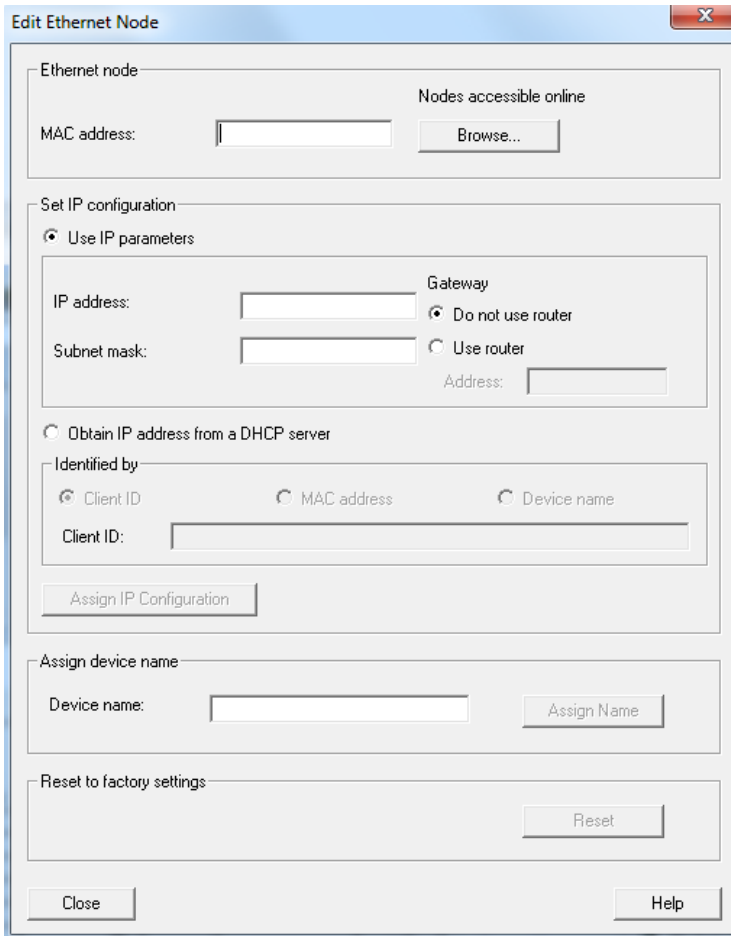 Edit Ethernet Node
X
Ethernet node
Nodes accessible online
MAC address:
Browse...
Set IP configuration
Use IP parameters
Gateway
IP address:
Do not use router
Subnet mask:
Use router
Address:
Obtain IP address from a DHCP server
Identified by
Client ID MAC address Device name
Client ID:
Assign IP Configuration
Assign device name
Device name: Assign Name
Reset to factory settings
Reset
Close Help